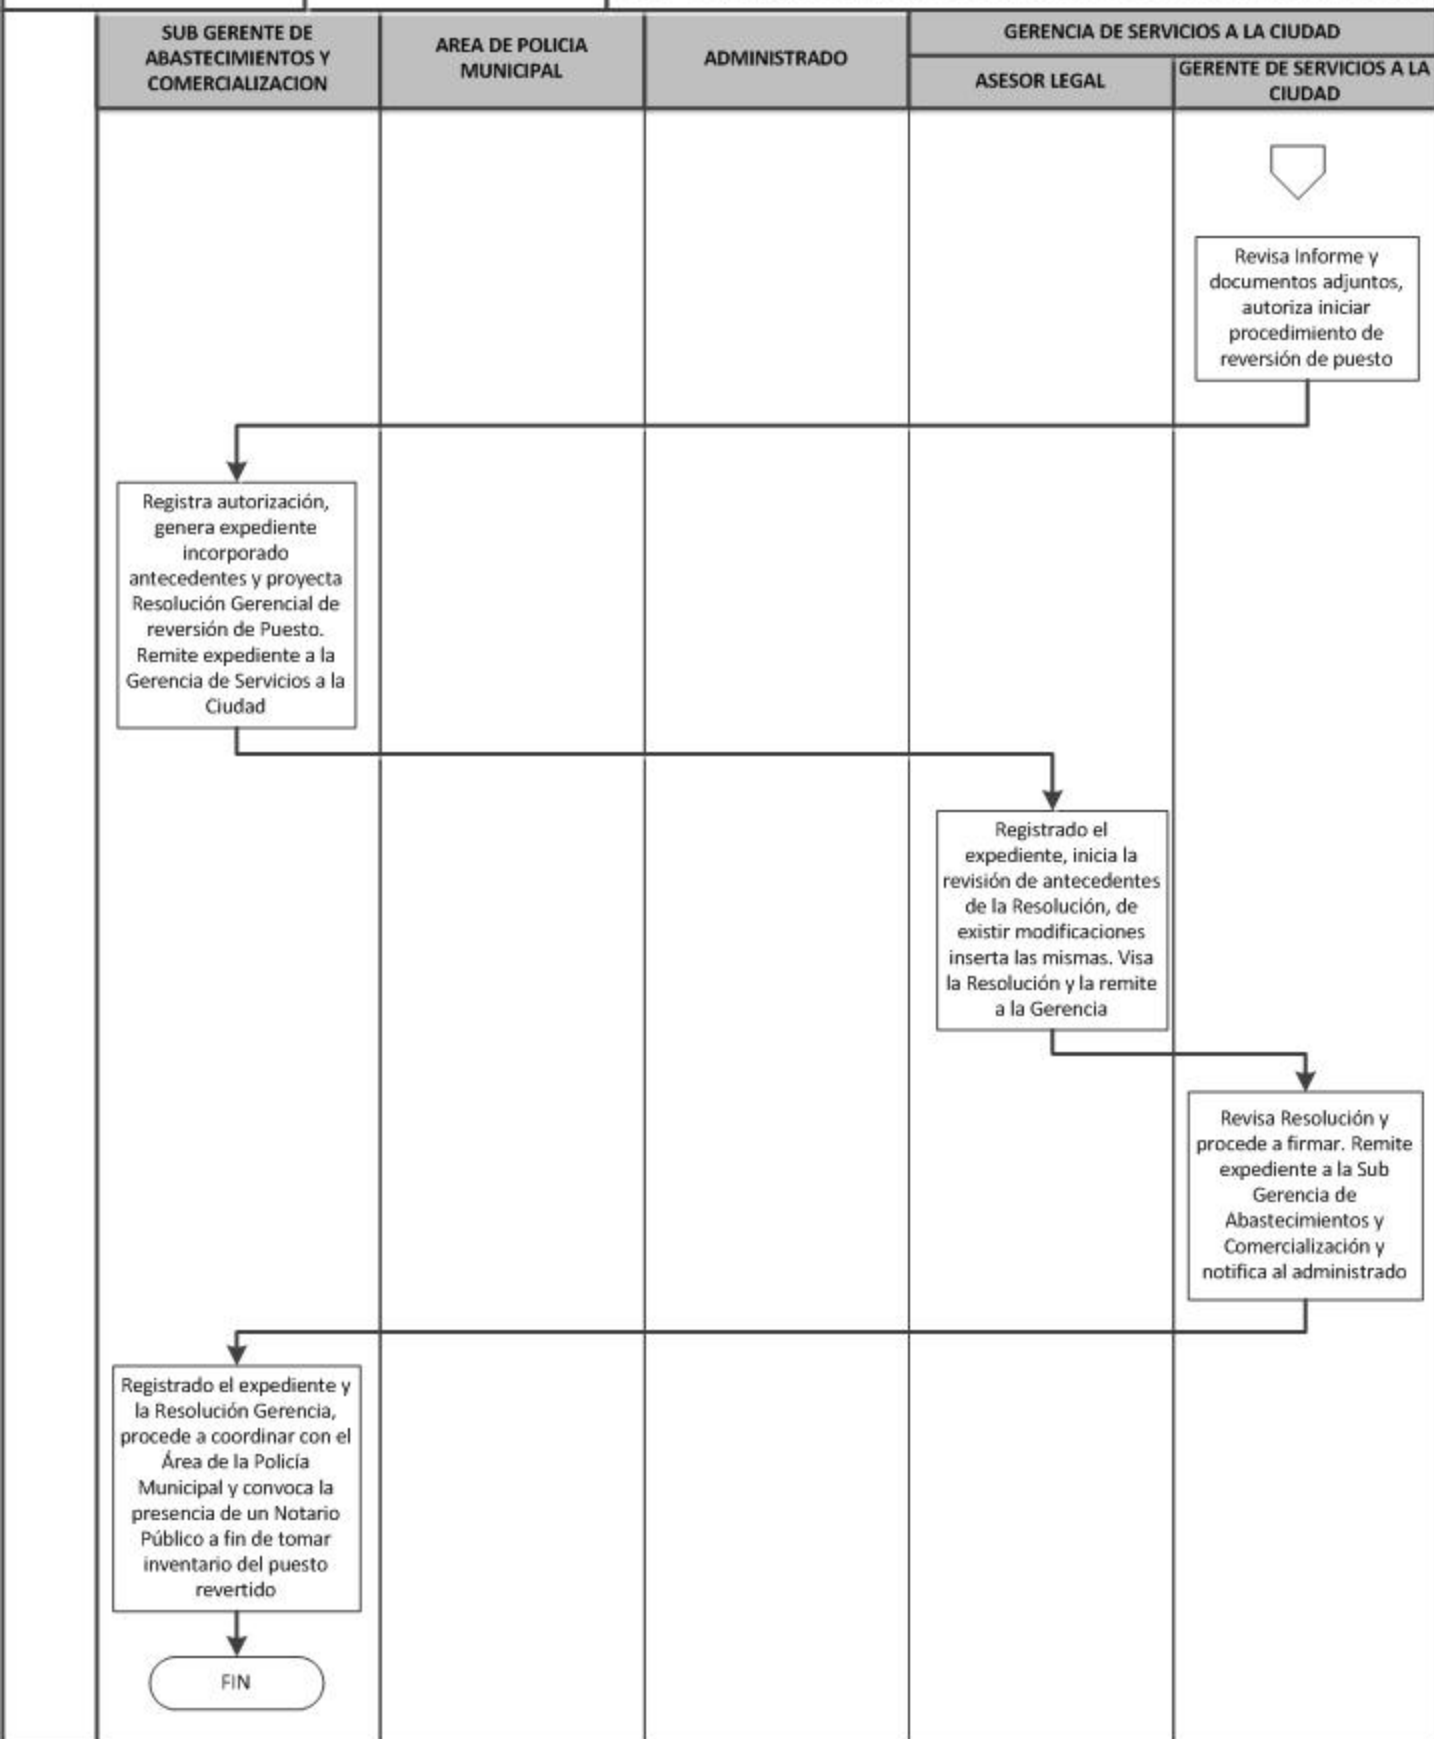 SUB GERENTE DE
ABASTECIMIENTOS Y
COMERCIALIZACION
AREA DE POLICIA
MUNICIPAL
ADMINISTRADO
GERENCIA DE SERVICIOS A LA CIUDAD
ASESOR LEGAL
GERENTE DE SERVICIOS A LA
CIUDAD
Revisa Informe y
documentos adjuntos,
autoriza iniciar
procedimiento de
reversión de puesto
Registra autorización,
genera expediente
incorporado
antecedentes y proyecta
Resolución Gerencial de
reversión de Puesto.
Remite expediente a la
Gerencia de Servicios a la
Ciudad
Registrado el
expediente, inicia la
revisión de antecedentes
de la Resolución, de
existir modificaciones
inserta las mismas. Visa
la Resolución y la remite
a la Gerencia
Revisa Resolución y
procede a firmar. Remite
expediente a la Sub
Gerencia de
Abastecimientos y
Comercialización y
notifica al administrado
Registrado el expediente y
la Resolución Gerencia,
procede a coordinar con el
Área de la Policía
Municipal y convoca la
presencia de un Notario
Público a fin de tomar
inventario del puesto
revertido
FIN